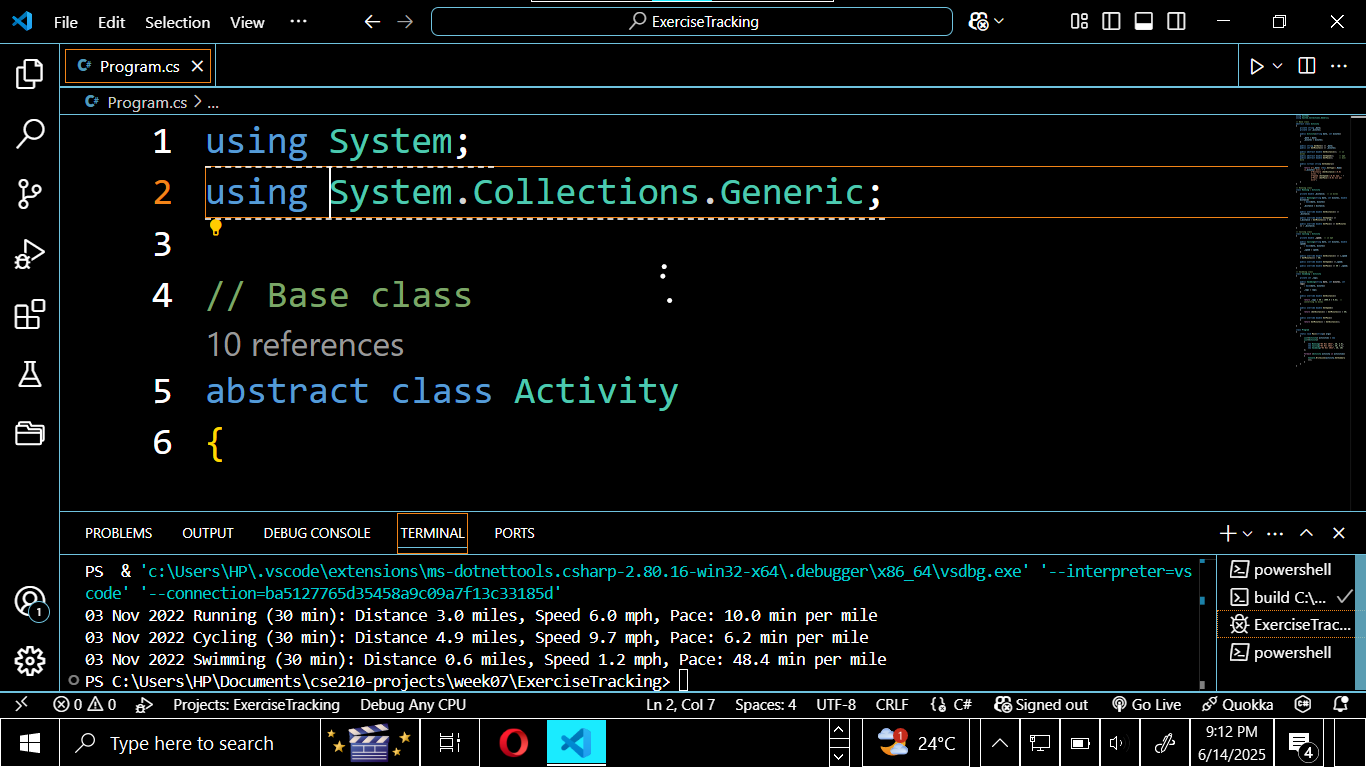 File Edit Selection View ... ExerciseTracking
C# Program.cs
C# Program.cs > ...
1 using System;
2 using System.Collections.Generic;
3
4 // Base class
10 references
5 abstract class Activity
6 {
PROBLEMS OUTPUT DEBUG CONSOLE TERMINAL PORTS
PS & 'c:\Users\HP\.vscode\extensions\ms-dotnettools.csharp-2.80.16-win32-x64\.debugger\x86_64\vsdbg.exe' '--interpreter=vs
code' '--connection=ba5127765d35458a9c09a7f13c33185d'
03 Nov 2022 Running (30 min): Distance 3.0 miles, Speed 6.0 mph, Pace: 10.0 min per mile
03 Nov 2022 Cycling (30 min): Distance 4.9 miles, Speed 9.7 mph, Pace: 6.2 min per mile
03 Nov 2022 Swimming (30 min): Distance 0.6 miles, Speed 1.2 mph, Pace: 48.4 min per mile
PS C:\Users\HP\Documents\cse210-projects\week07\ExerciseTracking>
powershell
build C:\...
ExerciseTrac...
powershell
1
0 0 Projects: ExerciseTracking Debug Any CPU Ln 2, Col 7 Spaces: 4 UTF-8 CRLF {} C# Signed out Go Live Quokka
Type here to search 1 24°C 9:12 PM
6/14/2025 4